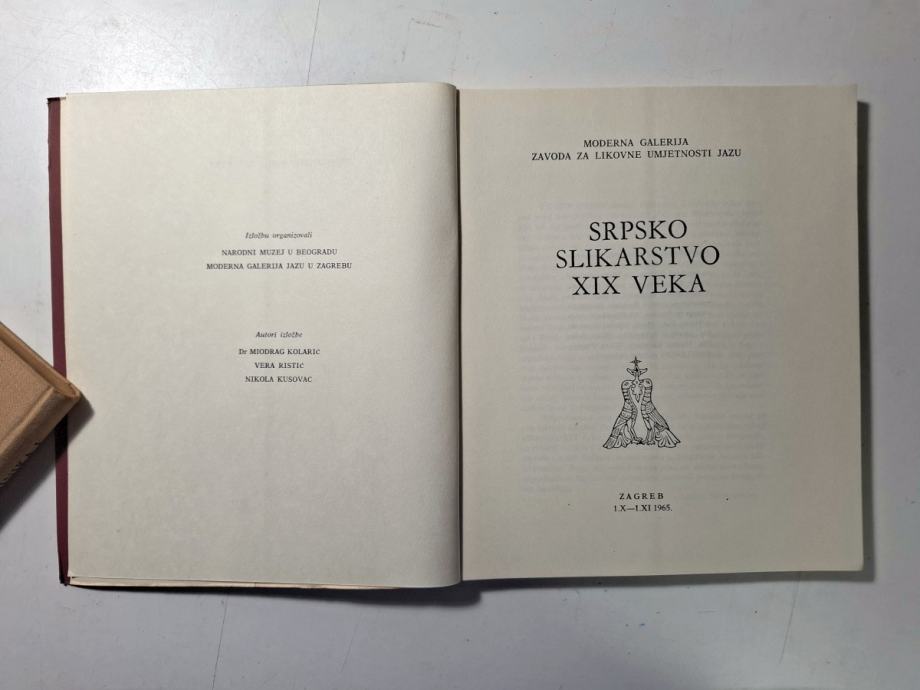 Izložbu organizovali
NARODNI MUZEJ U BEOGRADU
MODERNA GALERIJA JAZU U ZAGREBU
Autori izložbe
Dr MIODRAG KOLARIĆ
VERA RISTIĆ
NIKOLA KUSOVAC
MODERNA GALERIJA
ZAVODA ZA LIKOVNE UMJETNOSTI JAZU
SRPSKO
SLIKARSTVO
XIX VEKA
ZAGREB
1.X—1.XI 1965.